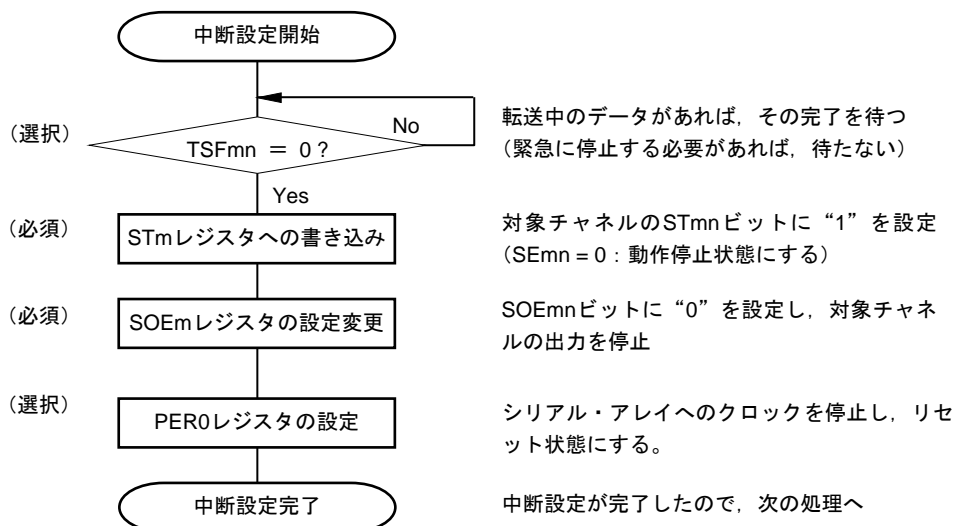 中断設定開始
（選択）
TSFmn ＝ 0？
No
転送中のデータがあれば，その完了を待つ
（緊急に停止する必要があれば，待たない）
Yes
（必須）
STmレジスタへの書き込み
対象チャネルのSTmnビットに“1”を設定
（SEmn = 0：動作停止状態にする）
（必須）
SOEmレジスタの設定変更
SOEmnビットに“0”を設定し，対象チャネ
ルの出力を停止
（選択）
PER0レジスタの設定
シリアル・アレイへのクロックを停止し，リセ
ット状態にする。
中断設定完了
中断設定が完了したので，次の処理へ